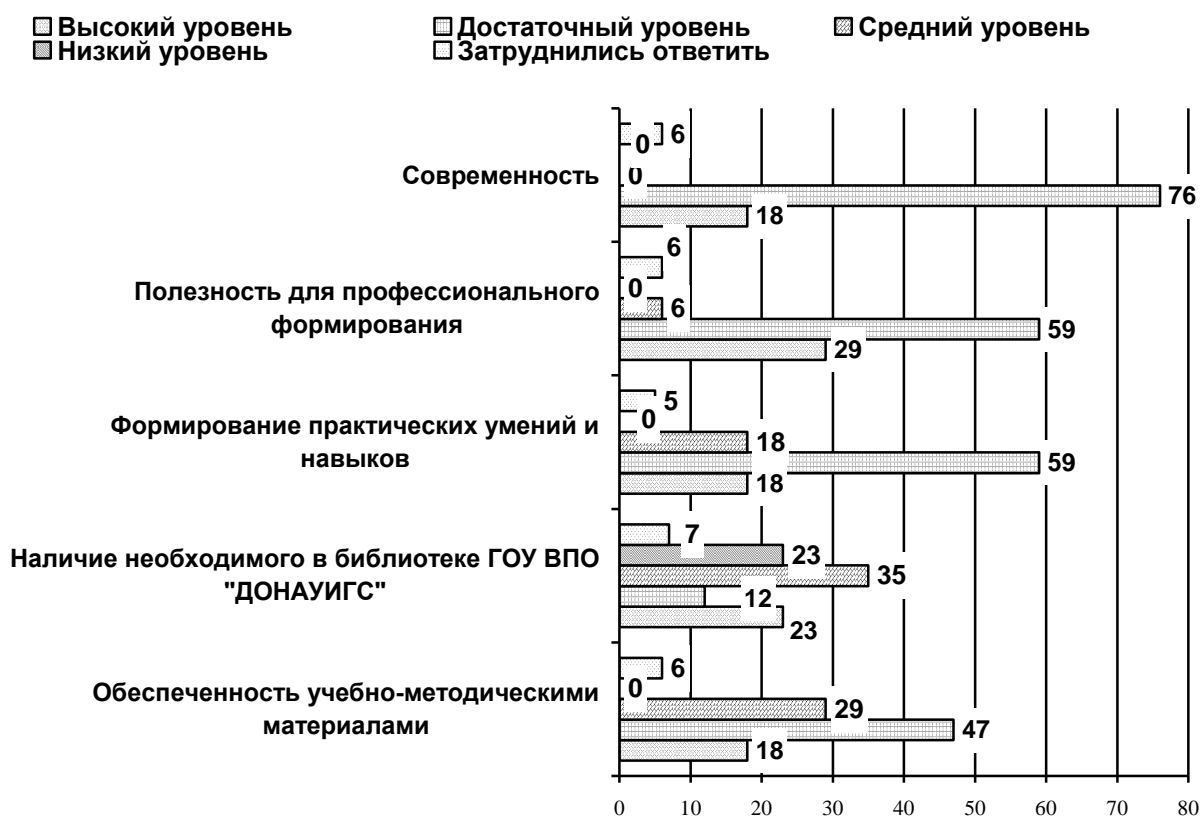 Высокий уровень Достаточный уровень Средний уровень
Низкий уровень Затруднились ответить
6
0
Современность
0
76
18
6
Полезность для профессионального
0
формирования
6
59
29
5
0
Формирование практических умений и
навыков
18
59
18
7
Наличие необходимого в библиотеке ГОУ ВПО
23
35
"ДОНАУИГС"
12
23
6
0
Обеспеченность учебно-методическими
29
материалами
47
18
0 10 20 30 40 50 60 70 80